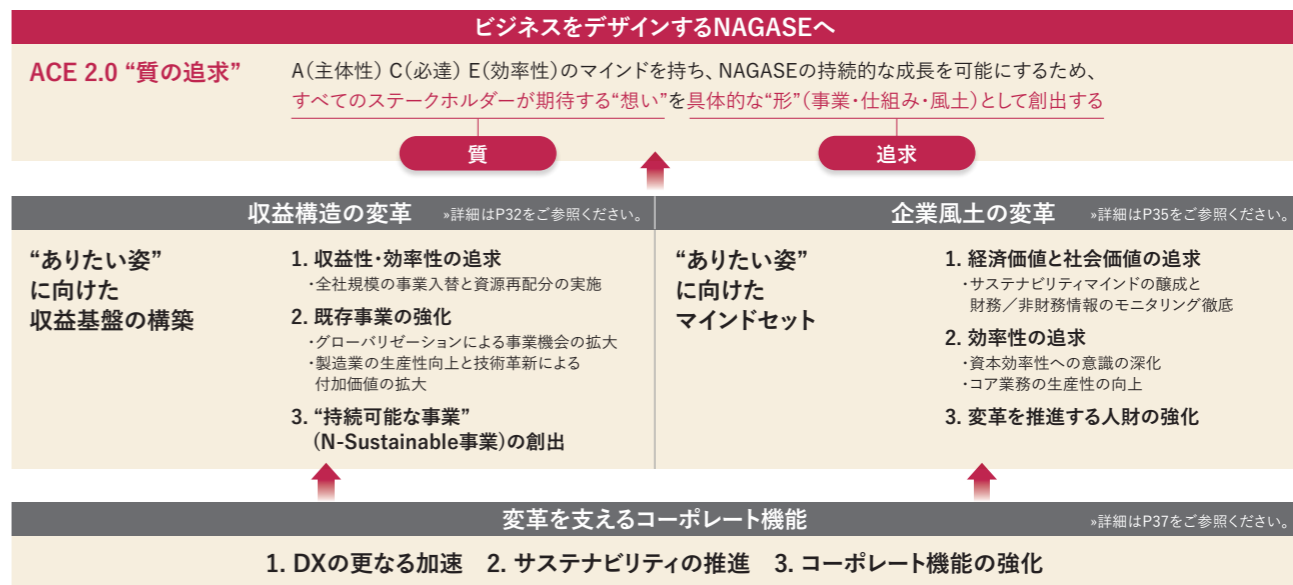 ビジネスをデザインするNAGASEへ
ACE 2.0 “質の追求”
A(主体性) C(必達) E(効率性)のマインドを持ち、NAGASEの持続的な成長を可能にするため、
すべてのステークホルダーが期待する“想い”を具体的な“形”(事業・仕組み・風土)として創出する
質
追求
収益構造の変革
»詳細はP32をご参照ください。
“ありたい姿”
に向けた
収益基盤の構築
1. 収益性・効率性の追求
・全社規模の事業入替と資源再配分の実施
2. 既存事業の強化
・グローバリゼーションによる事業機会の拡大
・製造業の生産性向上と技術革新による
付加価値の拡大
3. “持続可能な事業”
(N-Sustainable事業)の創出
企業風土の変革
»詳細はP35をご参照ください。
“ありたい姿”
に向けた
マインドセット
1. 経済価値と社会価値の追求
・サステナビリティマインドの醸成と
財務／非財務情報のモニタリング徹底
2. 効率性の追求
・資本効率性への意識の深化
・コア業務の生産性の向上
3. 変革を推進する人財の強化
変革を支えるコーポレート機能
»詳細はP37をご参照ください。
1. DXの更なる加速 2. サステナビリティの推進 3. コーポレート機能の強化